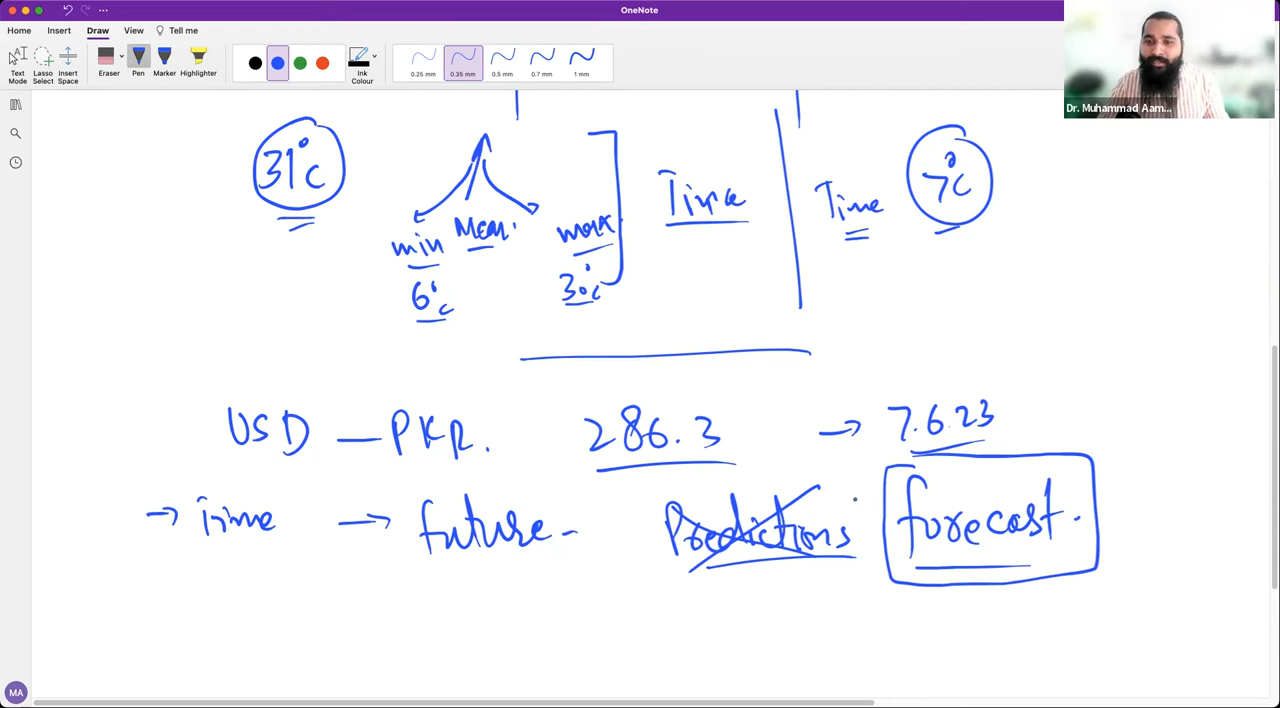 OneNote
Home Insert Draw View Tell me
Text Mode
Lasso Select
Insert Space
Eraser
Pen
Marker
Highlighter
Ink Colour
0.25 mm
0.35 mm
0.5 mm
0.7 mm
1 mm
Dr. Muhammad Aam...
31°C
min Mean. max
6°C 30°C
Time
Time 7°C
USD — PKR. 286.3 → 7.6.23
→ Time → future - Predictions forecast.
MA